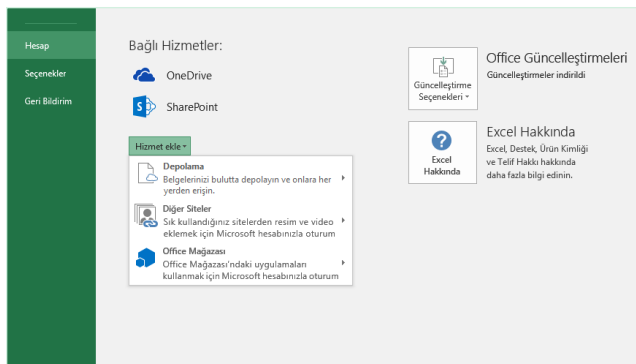 Hesap
Seçenekler
Geri Bildirim
Bağlı Hizmetler:
OneDrive
SharePoint
Hizmet ekle
Depolama
Belgelerinizi bulutta depolayın ve onlara her
yerden erişin.
Diğer Siteler
Sık kullandığınız sitelerden resim ve video
eklemek için Microsoft hesabınızla oturum
Office Mağazası
Office Mağazası'ndaki uygulamaları
kullanmak için Microsoft hesabınızla oturum
Güncelleştirme
Seçenekleri
Office Güncelleştirmeleri
Güncelleştirmeler indirildi
Excel
Hakkında
Excel Hakkında
Excel, Destek, Ürün Kimliği
ve Telif Hakkı hakkında
daha fazla bilgi edinin.